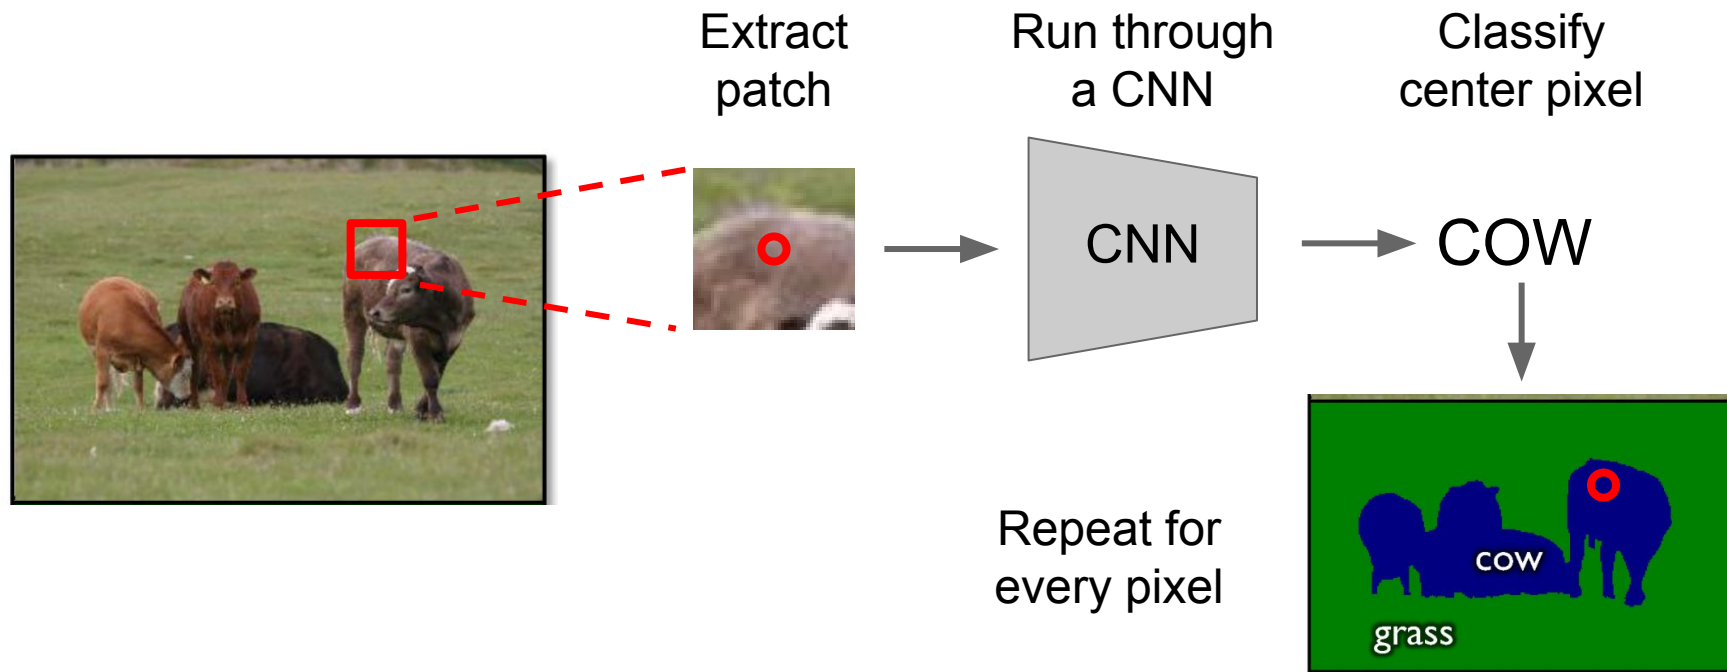 Extract
patch
Run through
a CNN
Classify
center pixel
CNN
COW
Repeat for
every pixel
cow
grass